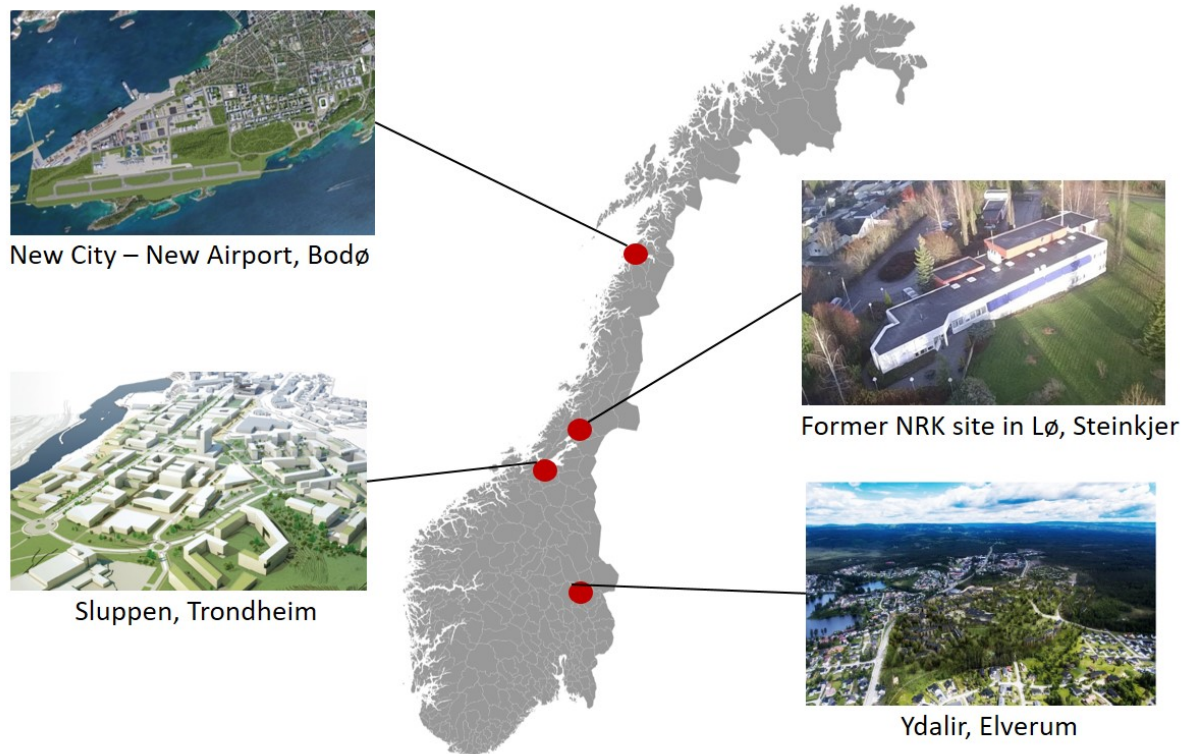 New City – New Airport, Bodø
Former NRK site in Lø, Steinkjer
Sluppen, Trondheim
Ydalir, Elverum